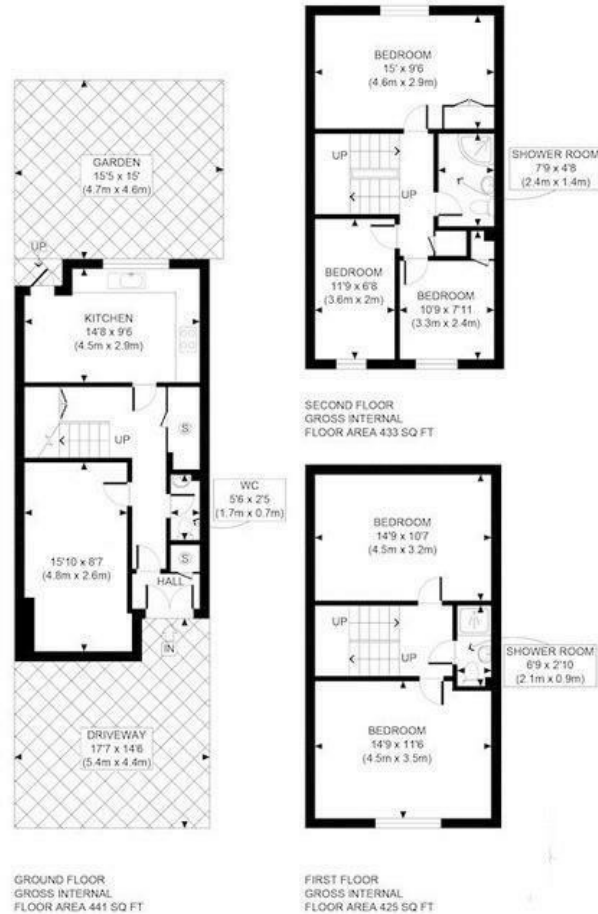 GARDEN
15'5 x 15'
(4.7m x 4.6m)
UP
KITCHEN
14'8 x 9'6
(4.5m x 2.9m)
UP
S
WC
5'6 x 2'5
(1.7m x 0.7m)
15'10 x 8'7
(4.8m x 2.6m)
S
HALL
IN
DRIVEWAY
17'7 x 14'6
(5.4m x 4.4m)
GROUND FLOOR
GROSS INTERNAL
FLOOR AREA 441 SQ FT
BEDROOM
15' x 9'6
(4.6m x 2.9m)
UP
UP
SHOWER ROOM
7'9 x 4'8
(2.4m x 1.4m)
BEDROOM
11'9 x 6'8
(3.6m x 2m)
BEDROOM
10'9 x 7'11
(3.3m x 2.4m)
SECOND FLOOR
GROSS INTERNAL
FLOOR AREA 433 SQ FT
BEDROOM
14'9 x 10'7
(4.5m x 3.2m)
UP
UP
SHOWER ROOM
6'9 x 2'10
(2.1m x 0.9m)
BEDROOM
14'9 x 11'6
(4.5m x 3.5m)
FIRST FLOOR
GROSS INTERNAL
FLOOR AREA 425 SQ FT